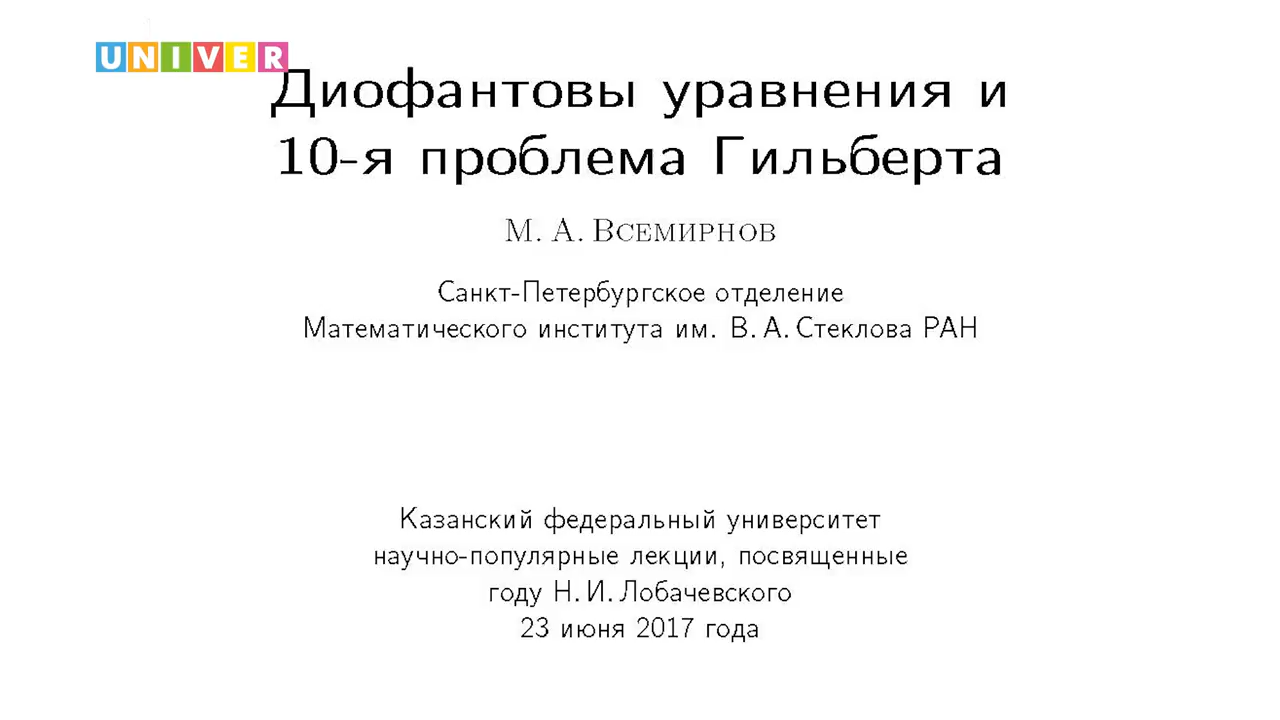 UNIVER
Диофантовы уравнения и
10-я проблема Гильберта
М. А. Всемирнов
Санкт-Петербургское отделение
Математического института им. В. А. Стеклова РАН
Казанский федеральный университет
научно-популярные лекции, посвященные
году Н. И. Лобачевского
23 июня 2017 года